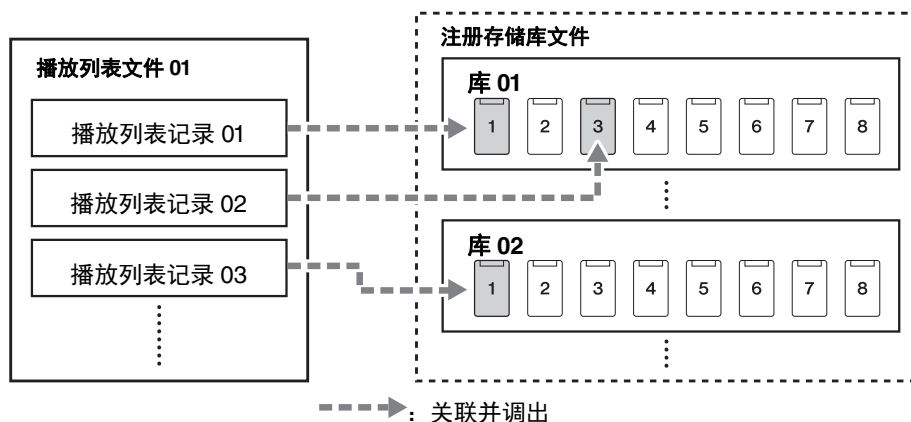 播放列表文件 01
播放列表记录 01
播放列表记录 02
播放列表记录 03
注册存储库文件
库 01
1 2 3 4 5 6 7 8
库 02
1 2 3 4 5 6 7 8
：关联并调出